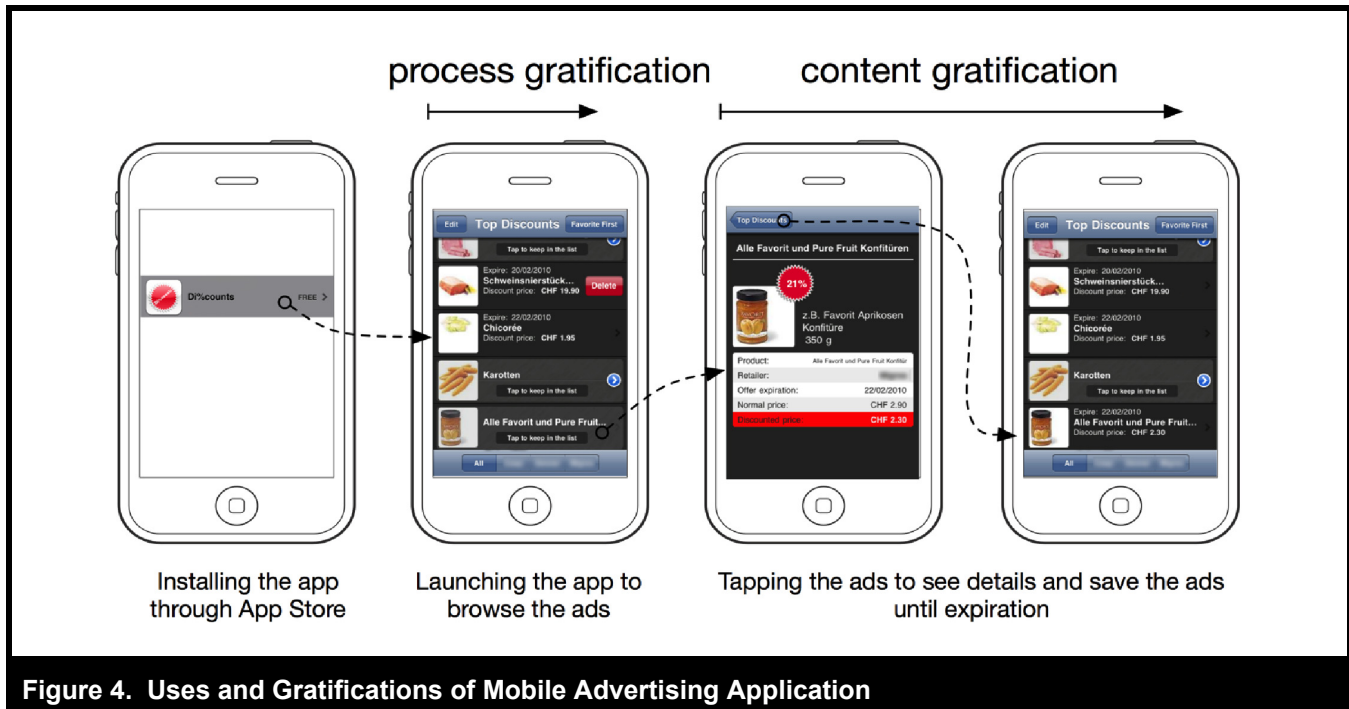 process gratification
content gratification
Di%counts
FREE
Edit
Top Discounts
Favorite First
Tap to keep in the list
Expire: 20/02/2010
Schweinsnierstück...
Discount price: CHF 19.90
Delete
Expire: 22/02/2010
Chicorée
Discount price: CHF 1.95
Karotten
Tap to keep in the list
Alle Favorit und Pure Fruit...
Tap to keep in the list
All
Top Discounts
Alle Favorit und Pure Fruit Konfitüren
21%
z.B. Favorit Aprikosen
Konfitüre
350 g
Product: Alle Favorit und Pure Fruit Konfitür
Retailer:
Offer expiration: 22/02/2010
Normal price: CHF 2.90
Discounted price: CHF 2.30
Edit
Top Discounts
Favorite First
Tap to keep in the list
Expire: 20/02/2010
Schweinsnierstück...
Discount price: CHF 19.90
Expire: 22/02/2010
Chicorée
Discount price: CHF 1.95
Karotten
Tap to keep in the list
Expire: 22/02/2010
Alle Favorit und Pure Fruit...
Discount price: CHF 2.30
All
Installing the app
through App Store
Launching the app to
browse the ads
Tapping the ads to see details and save the ads
until expiration
Figure 4. Uses and Gratifications of Mobile Advertising Application